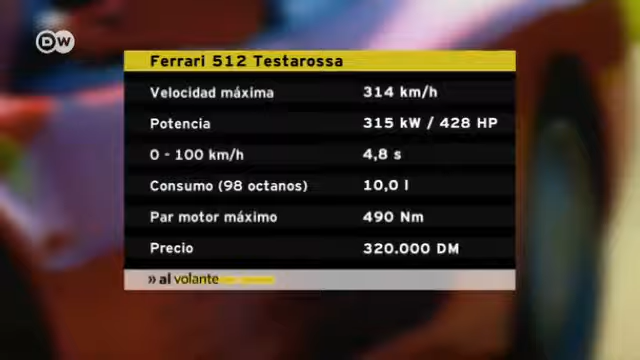 DW
Ferrari 512 Testarossa
Velocidad máxima 314 km/h
Potencia 315 kW / 428 HP
0 - 100 km/h 4,8 s
Consumo (98 octanos) 10,0 l
Par motor máximo 490 Nm
Precio 320.000 DM
» al volante